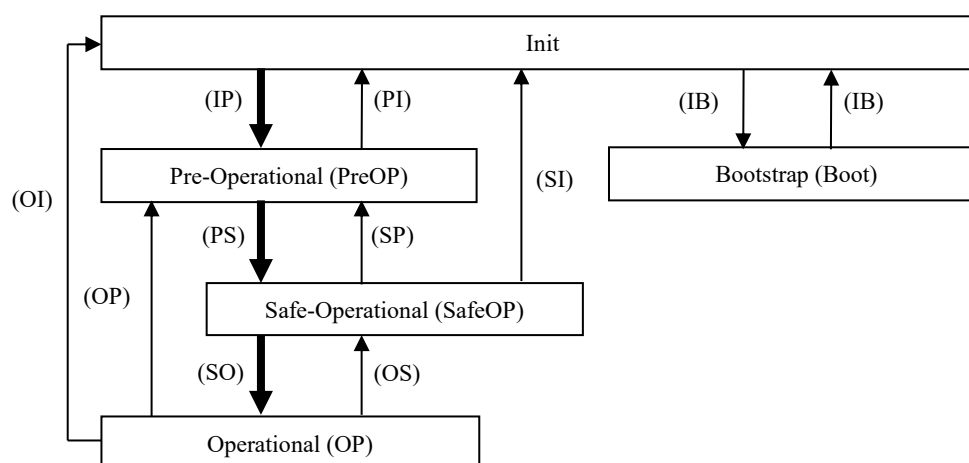 Init
(IP)
(PI)
(IB)
(IB)
Pre-Operational (PreOP)
Bootstrap (Boot)
(OI)
(SI)
(PS)
(SP)
(OP)
Safe-Operational (SafeOP)
(SO)
(OS)
Operational (OP)